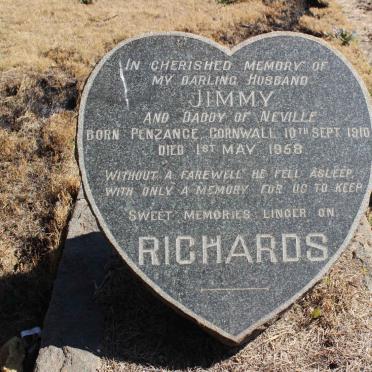 IN CHERISHED MEMORY OF
MY DARLING HUSBAND
JIMMY
AND DADDY OF NEVILLE
BORN PENZANCE, CORNWALL 10TH SEPT. 1910
DIED 1ST MAY 1968
WITHOUT A FAREWELL HE FELL ASLEEP,
WITH ONLY A MEMORY FOR US TO KEEP
SWEET MEMORIES LINGER ON
RICHARDS